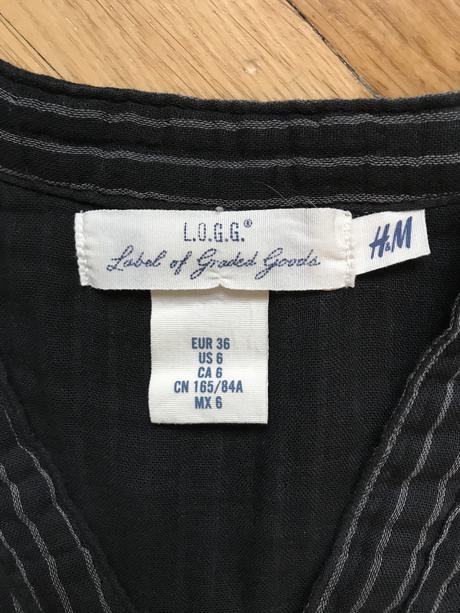 L.O.G.G.®
Label of Graded Goods
H&M
EUR 36
US 6
CA 6
CN 165/84A
MX 6